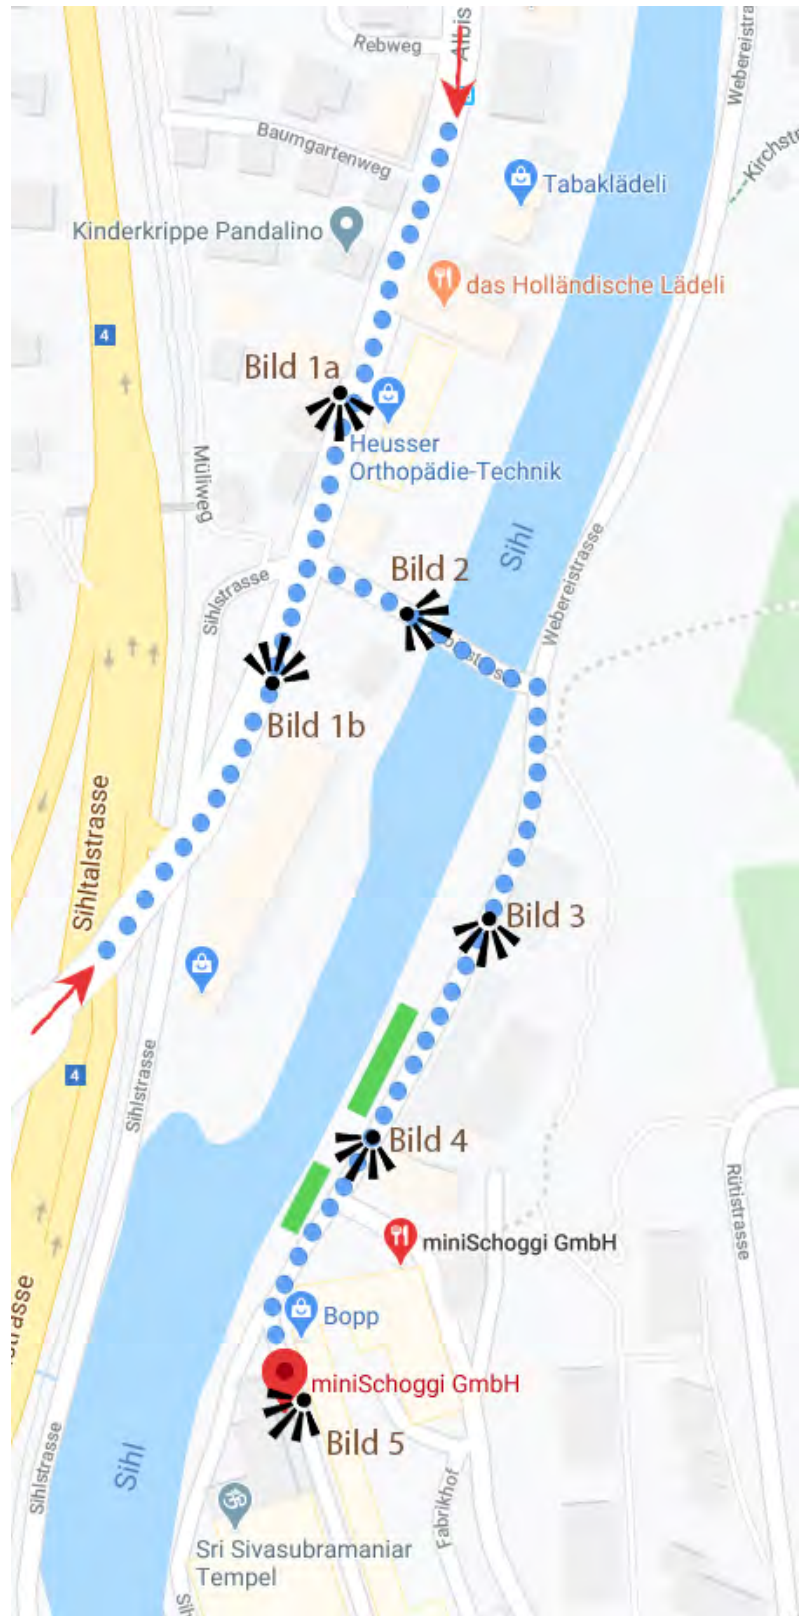 Rebweg
Albis
Webereistra
Baumgartenweg
Kirchstr
Tabaklädeli
Kinderkrippe Pandalino
das Holländische Lädeli
4
Bild 1a
Heusser
Orthopädie-Technik
Müliweg
Sihl
Bild 2
Sihlstrasse
Webereistrasse
Bild 1b
Sihltalstrasse
Bild 3
4
Sihlstrasse
Bild 4
Rütistrasse
miniSchoggi GmbH
Bopp
miniSchoggi GmbH
Bild 5
Sihlstrasse
Sihl
Fabrikhof
Sri Sivasubramaniar
Tempel